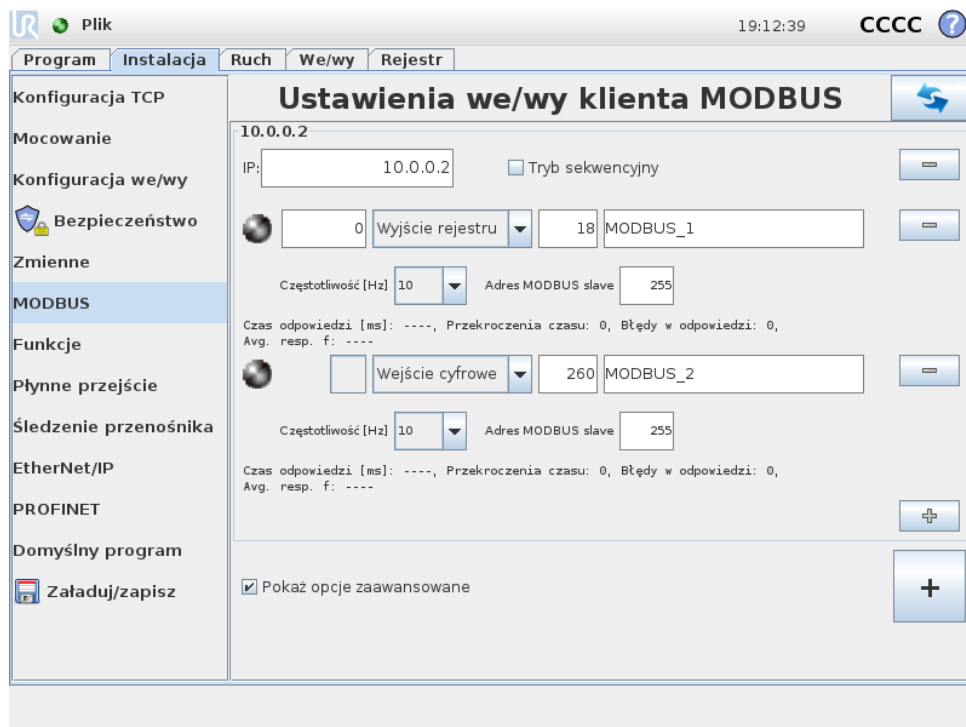 UR Plik 19:12:39 CCCC ?
Program Instalacja Ruch We/wy Rejestr
Konfiguracja TCP
Mocowanie
Konfiguracja we/wy
Bezpieczeństwo
Zmienne
MODBUS
Funkcje
Płynne przejście
Śledzenie przenośnika
EtherNet/IP
PROFINET
Domyślny program
Załaduj/zapisz
Ustawienia we/wy klienta MODBUS
10.0.0.2
IP: 10.0.0.2 Tryb sekwencyjny
0 Wyjście rejestru 18 MODBUS_1
Częstotliwość [Hz] 10 Adres MODBUS slave 255
Czas odpowiedzi [ms]: ----, Przekroczenia czasu: 0, Błędy w odpowiedzi: 0,
Avg. resp. f: ----
Wejście cyfrowe 260 MODBUS_2
Częstotliwość [Hz] 10 Adres MODBUS slave 255
Czas odpowiedzi [ms]: ----, Przekroczenia czasu: 0, Błędy w odpowiedzi: 0,
Avg. resp. f: ----
Pokaż opcje zaawansowane